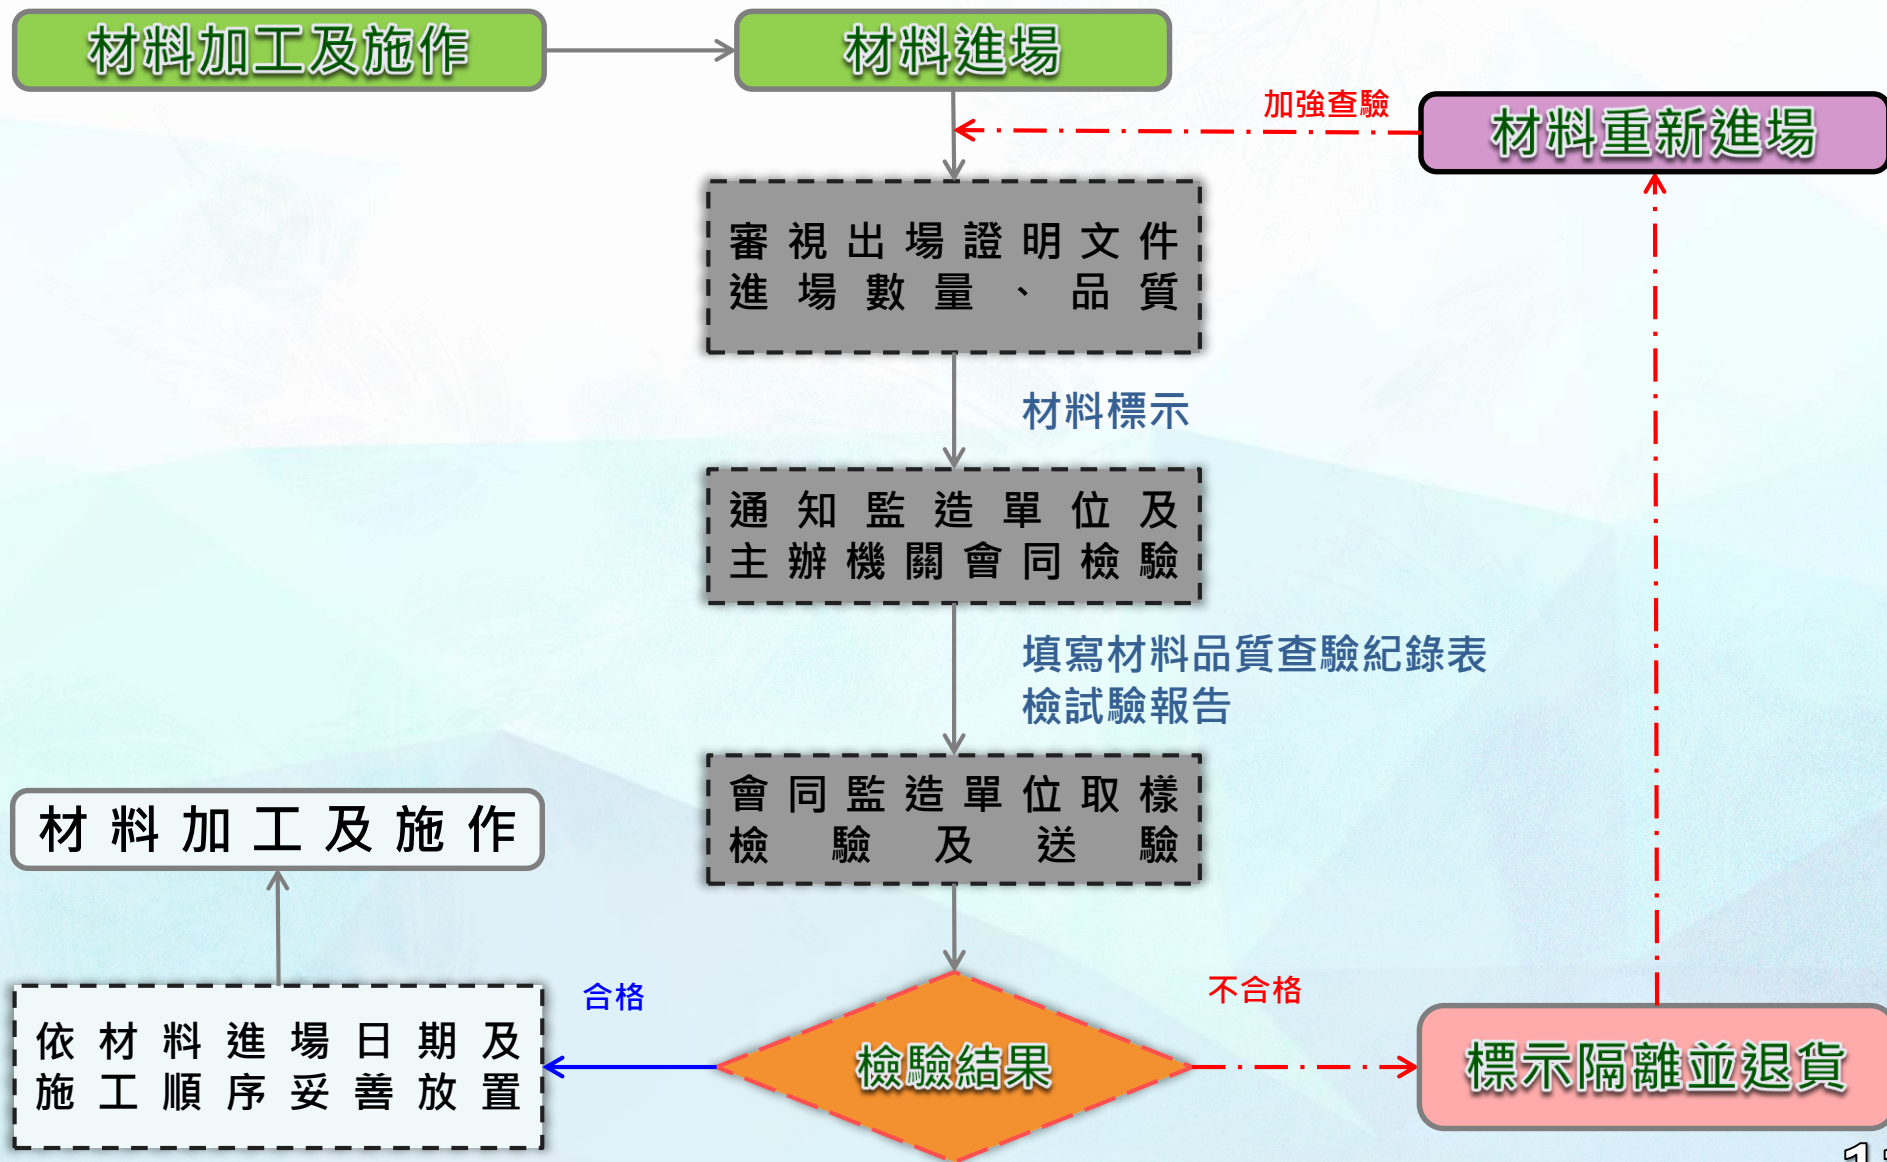 材料加工及施作
材料進場
加強查驗
材料重新進場
審視出場證明文件
進場數量、品質
材料標示
通知監造單位及
主辦機關會同檢驗
填寫材料品質查驗紀錄表
檢試驗報告
會同監造單位取樣
檢驗及送驗
材料加工及施作
合格
不合格
依材料進場日期及
施工順序妥善放置
檢驗結果
標示隔離並退貨